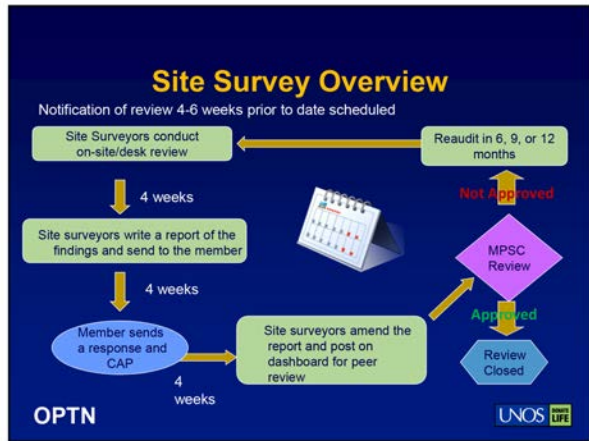 Site Survey Overview
Notification of review 4-6 weeks prior to date scheduled
Site Surveyors conduct
on-site/desk review
Reaudit in 6, 9, or 12
months
4 weeks
Not Approved
Site surveyors write a report of the
findings and send to the member
MPSC
Review
4 weeks
Approved
Member sends
a response and
CAP
4
weeks
Site surveyors amend the
report and post on
dashboard for peer
review
Review
Closed
OPTN
UNOS
DONATE
LIFE